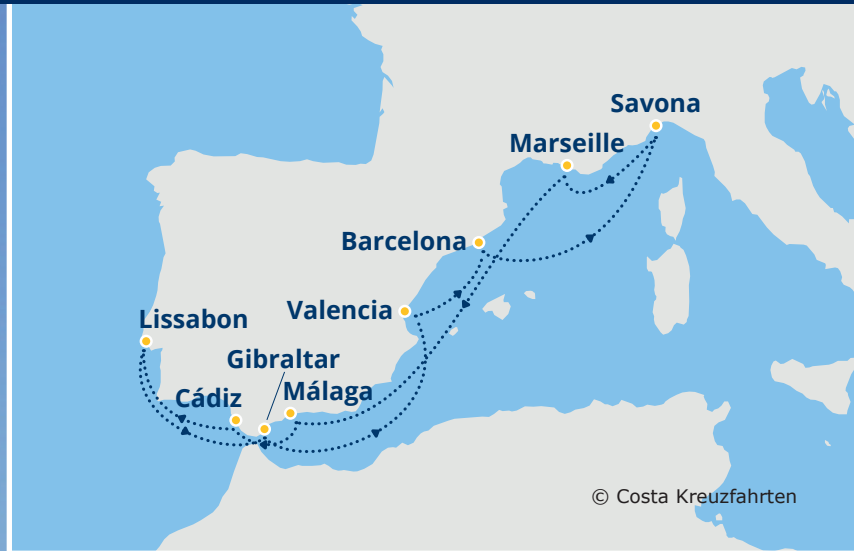 Savona
Marseille
Barcelona
Valencia
Lissabon
Gibraltar
Málaga
Cádiz
© Costa Kreuzfahrten